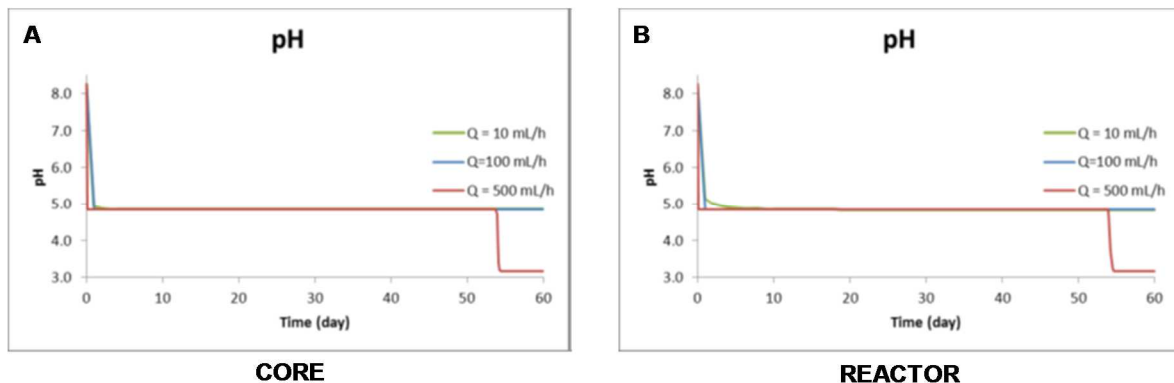 A
pH
8.0
7.0
6.0
5.0
4.0
3.0
pH
Q = 10 mL/h
Q=100 mL/h
Q = 500 mL/h
0 10 20 30 40 50 60
Time (day)
CORE
B
pH
8.0
7.0
6.0
5.0
4.0
3.0
pH
Q = 10 mL/h
Q=100 mL/h
Q = 500 mL/h
0 10 20 30 40 50 60
Time (day)
REACTOR